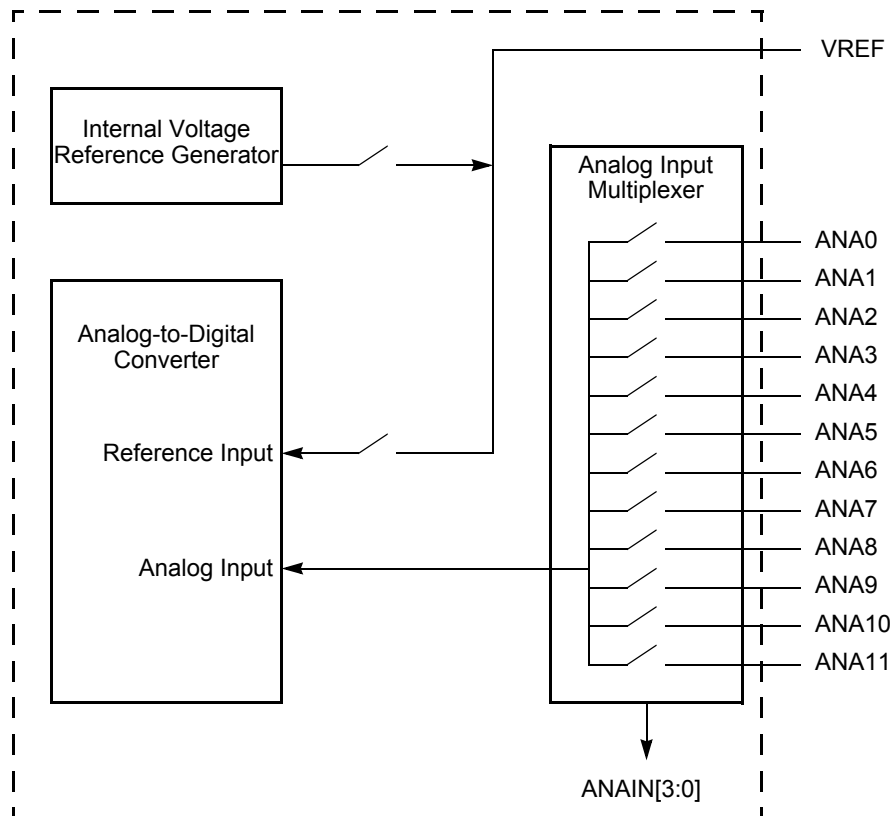 VREF
Internal Voltage
Reference Generator
Analog Input
Multiplexer
ANA0
ANA1
ANA2
ANA3
ANA4
ANA5
ANA6
ANA7
ANA8
ANA9
ANA10
ANA11
Analog-to-Digital
Converter
Reference Input
Analog Input
ANAIN[3:0]